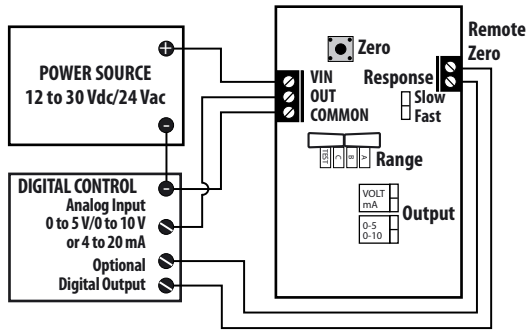 POWER SOURCE
12 to 30 Vdc/24 Vac
+
-
DIGITAL CONTROL
-
Analog Input
0 to 5 V/0 to 10 V
or 4 to 20 mA
Optional
Digital Output
Zero
Remote
Zero
VIN
OUT
COMMON
Response
Slow
Fast
TEST
C
B
A
Range
VOLT
mA
0-5
0-10
Output